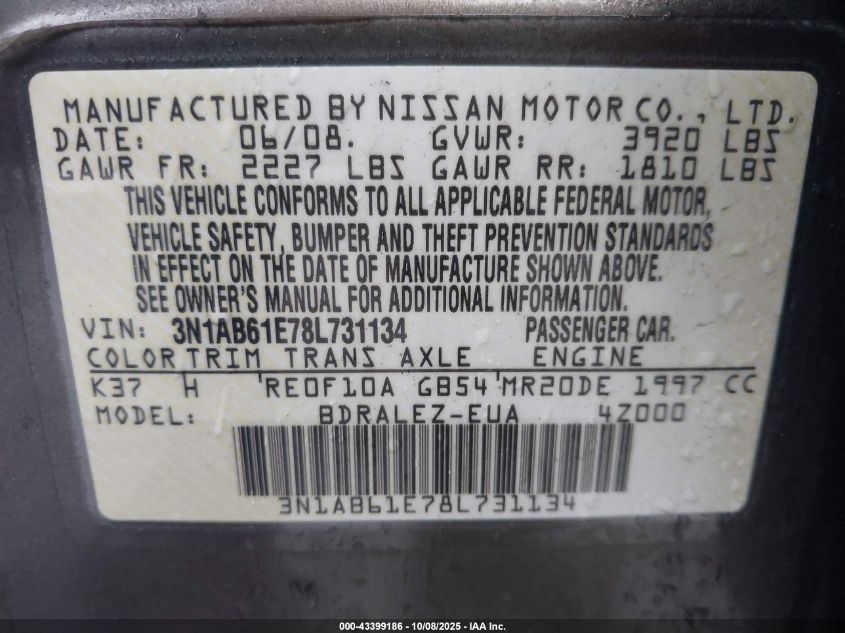 MANUFACTURED BY NISSAN MOTOR CO., LTD.
DATE: 06/08. GVWR: 3920 LBS
GAWR FR: 2227 LBS GAWR RR: 1810 LBS
THIS VEHICLE CONFORMS TO ALL APPLICABLE FEDERAL MOTOR,
VEHICLE SAFETY, BUMPER AND THEFT PREVENTION STANDARDS
IN EFFECT ON THE DATE OF MANUFACTURE SHOWN ABOVE.
SEE OWNER'S MANUAL FOR ADDITIONAL INFORMATION.
VIN: 3N1AB61E78L731134 PASSENGER CAR.
COLOR TRIM TRANS AXLE ENGINE
K37 H RE0F10A GB54 MR20DE 1997 CC
MODEL: BDRALEZ-EUA 4Z000
3N1AB61E78L731134
000-43399186 - 10/08/2025 - IAA Inc.